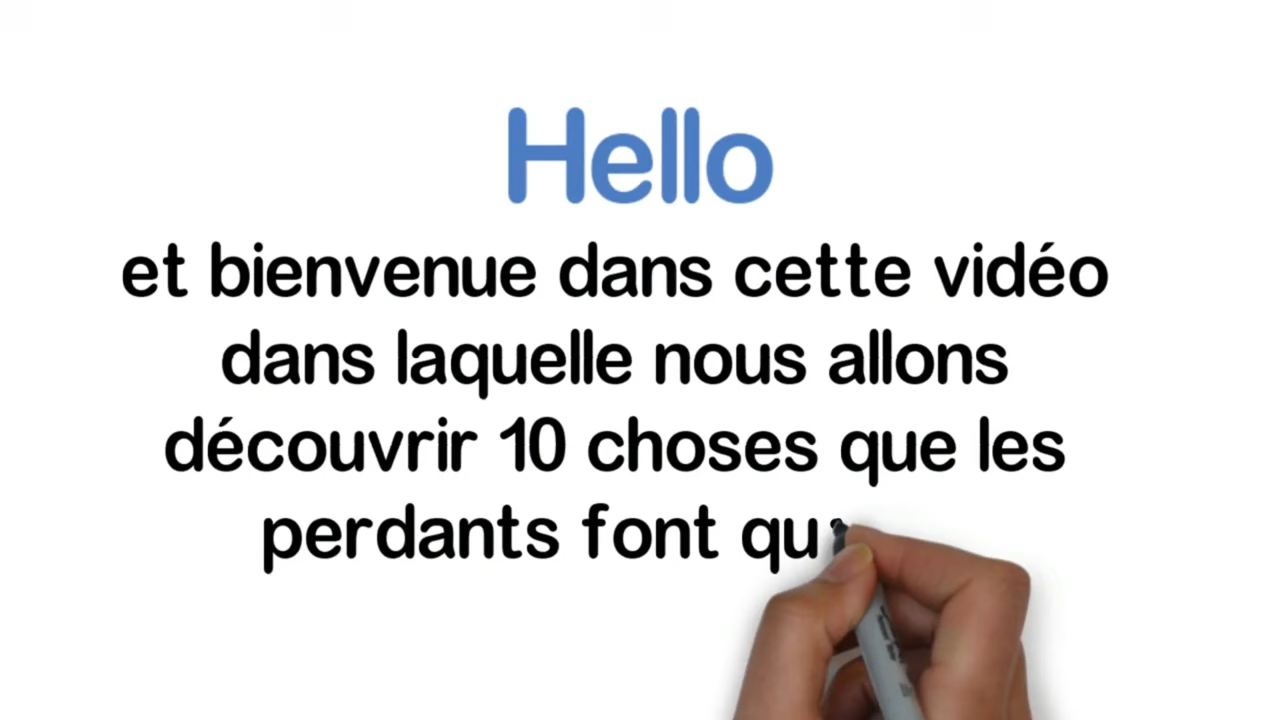 Hello
et bienvenue dans cette vidéo
dans laquelle nous allons
découvrir 10 choses que les
perdants font